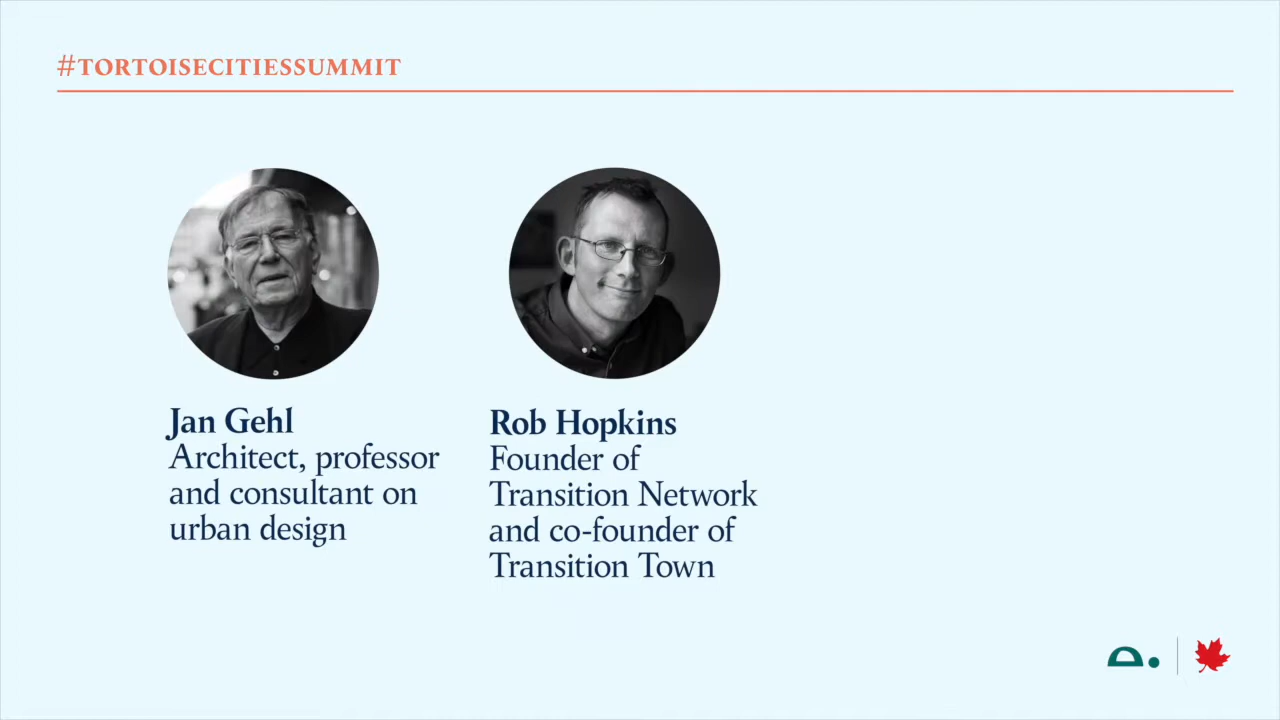 #TORTOISECITIESSUMMIT
Jan Gehl
Architect, professor
and consultant on
urban design
Rob Hopkins
Founder of
Transition Network
and co-founder of
Transition Town